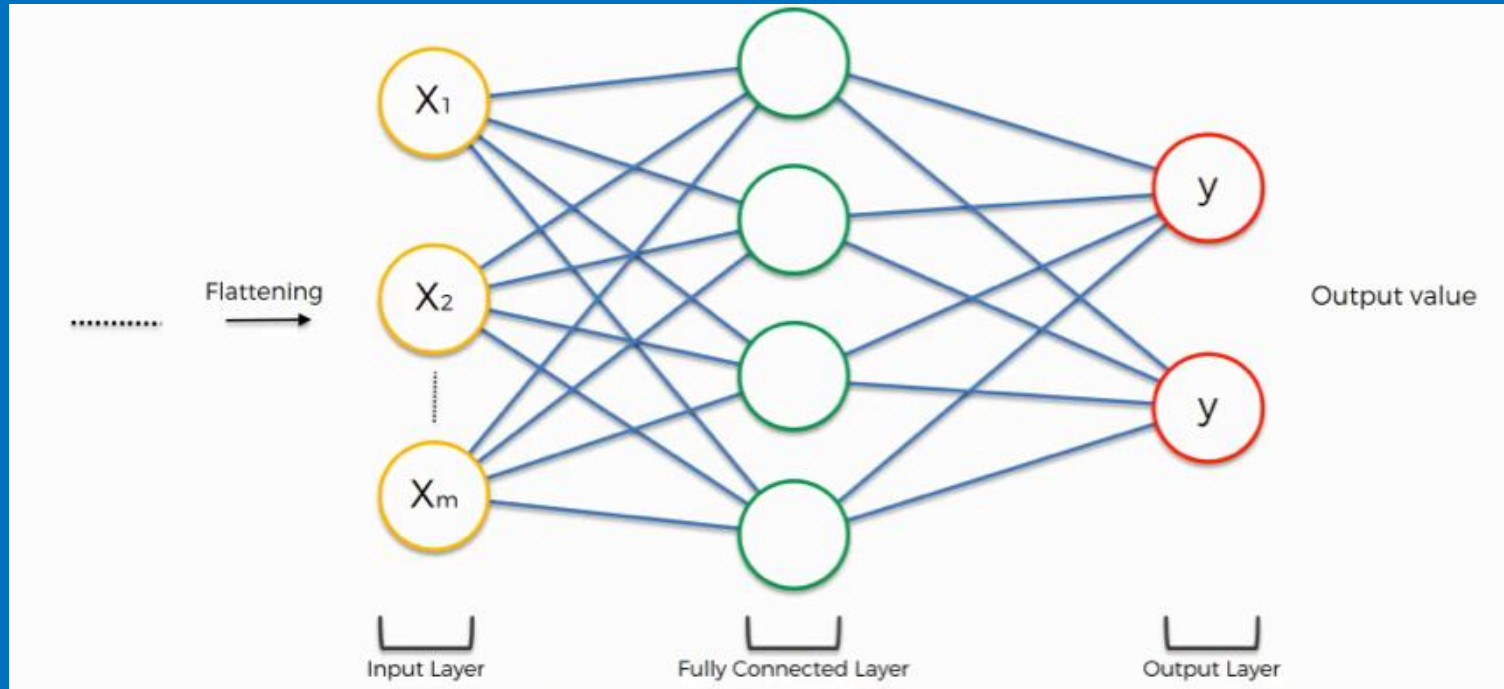 X₁
X₂
Xm
y
y
Flattening
Output value
Input Layer
Fully Connected Layer
Output Layer